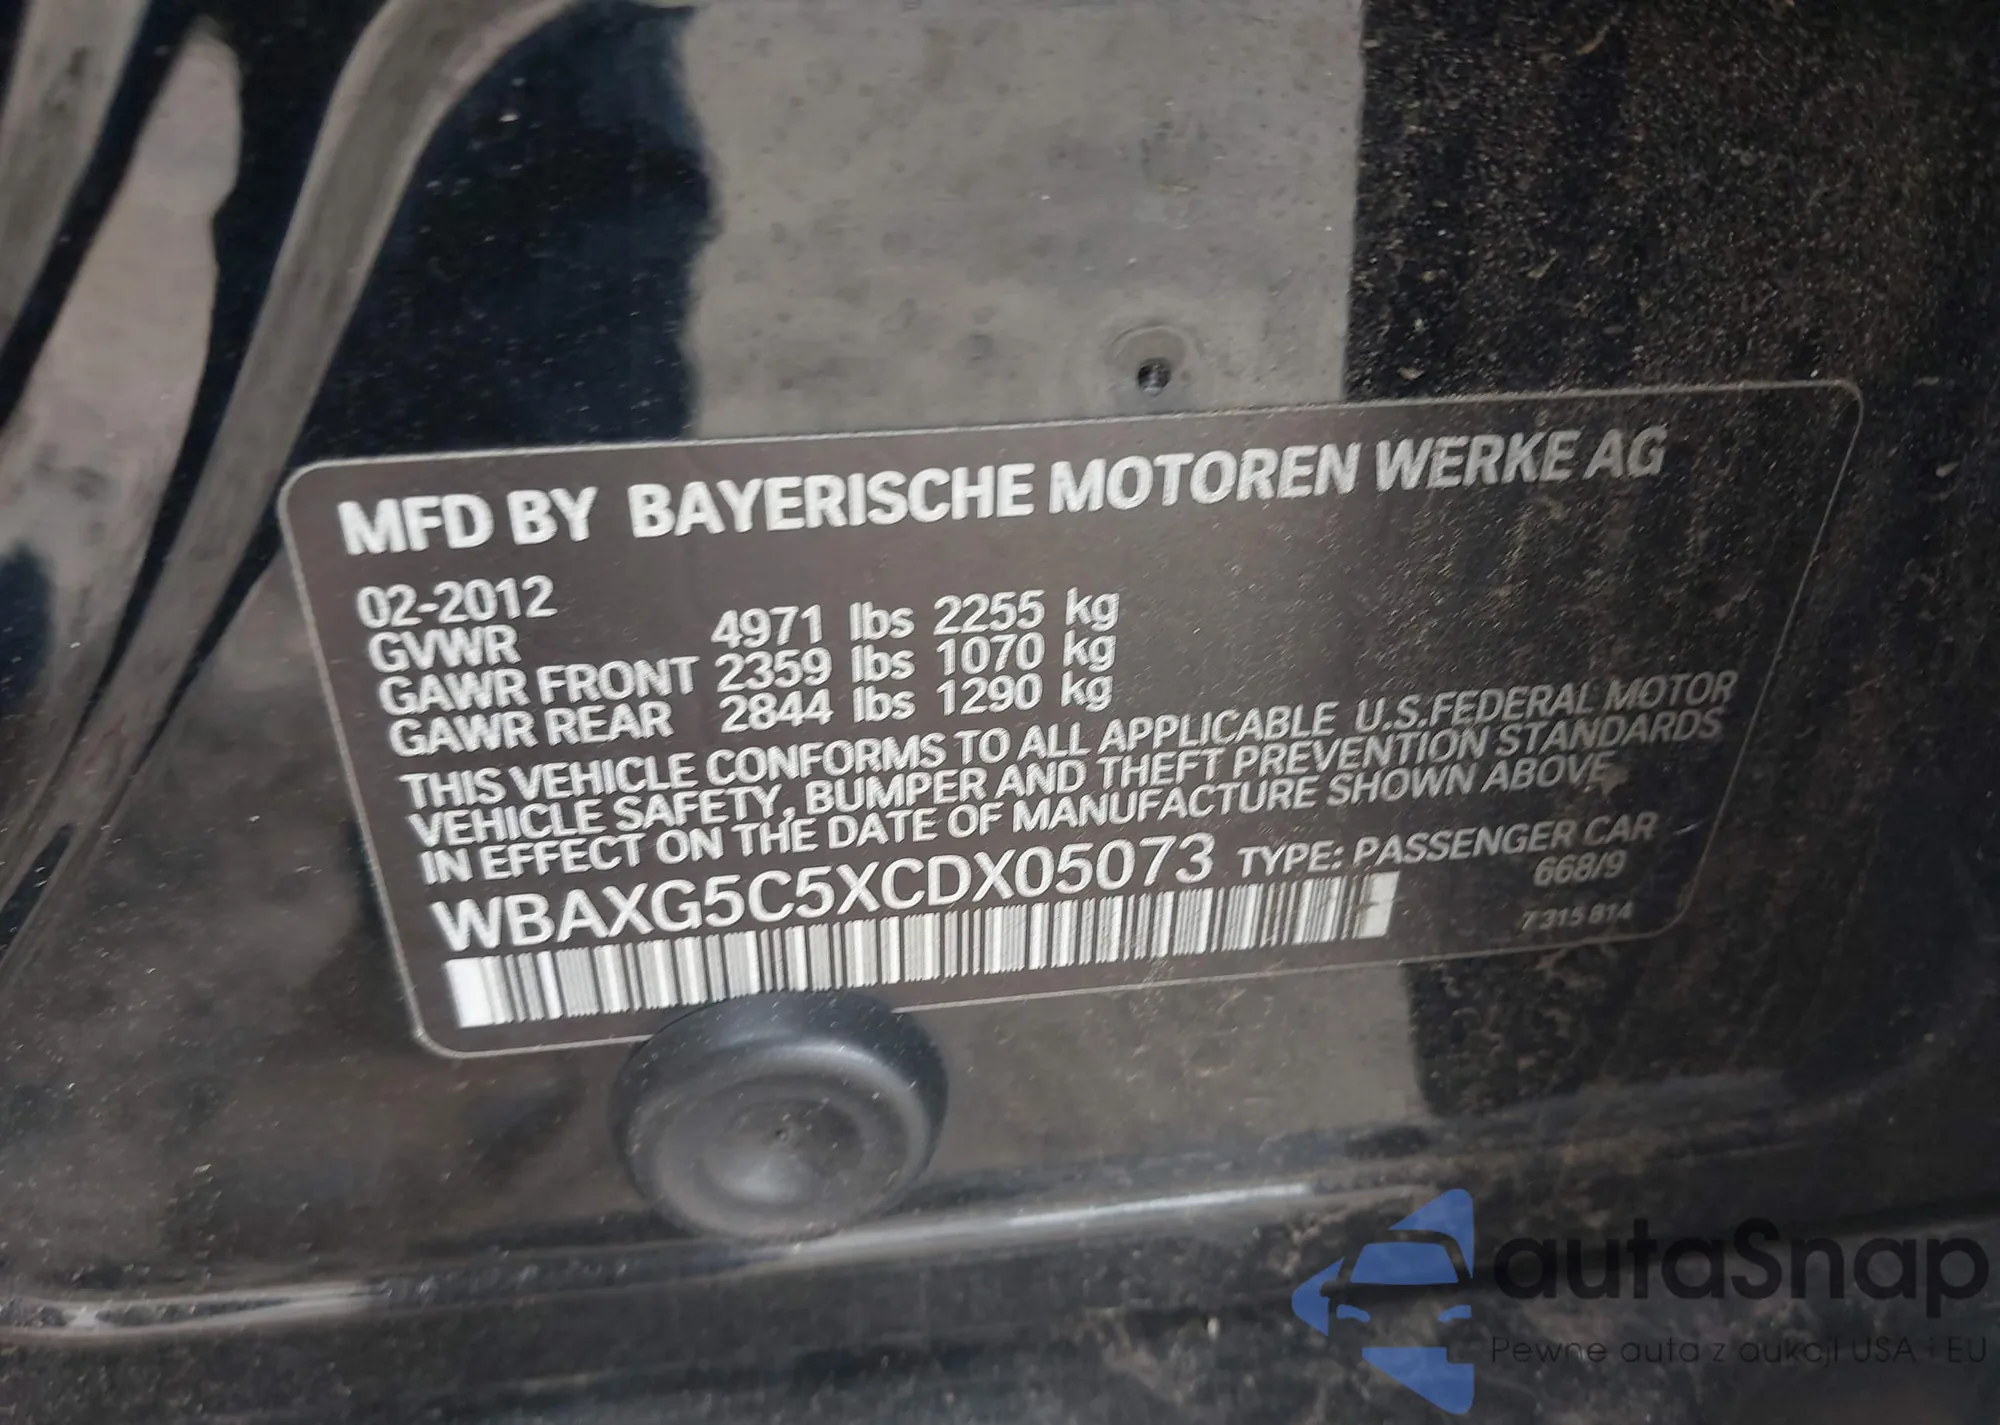 MFD BY BAYERISCHE MOTOREN WERKE AG
02-2012
GVWR 4971 lbs 2255 kg
GAWR FRONT 2359 lbs 1070 kg
GAWR REAR 2844 lbs 1290 kg
THIS VEHICLE CONFORMS TO ALL APPLICABLE U.S.FEDERAL MOTOR
VEHICLE SAFETY, BUMPER AND THEFT PREVENTION STANDARDS
IN EFFECT ON THE DATE OF MANUFACTURE SHOWN ABOVE.
WBAXG5C5XCDX05073 TYPE: PASSENGER CAR
668/9
7 315 814
autaSnap
Pewne auta z aukcji USA i EU